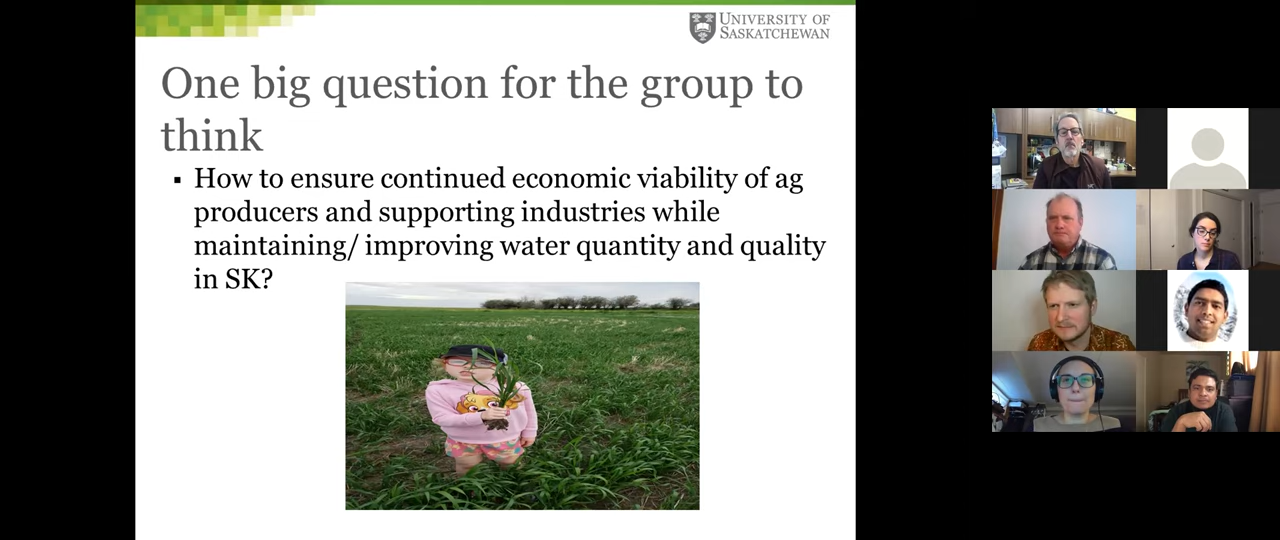 UNIVERSITY OF
SASKATCHEWAN
One big question for the group to
think
▪ How to ensure continued economic viability of ag
producers and supporting industries while
maintaining/ improving water quantity and quality
in SK?